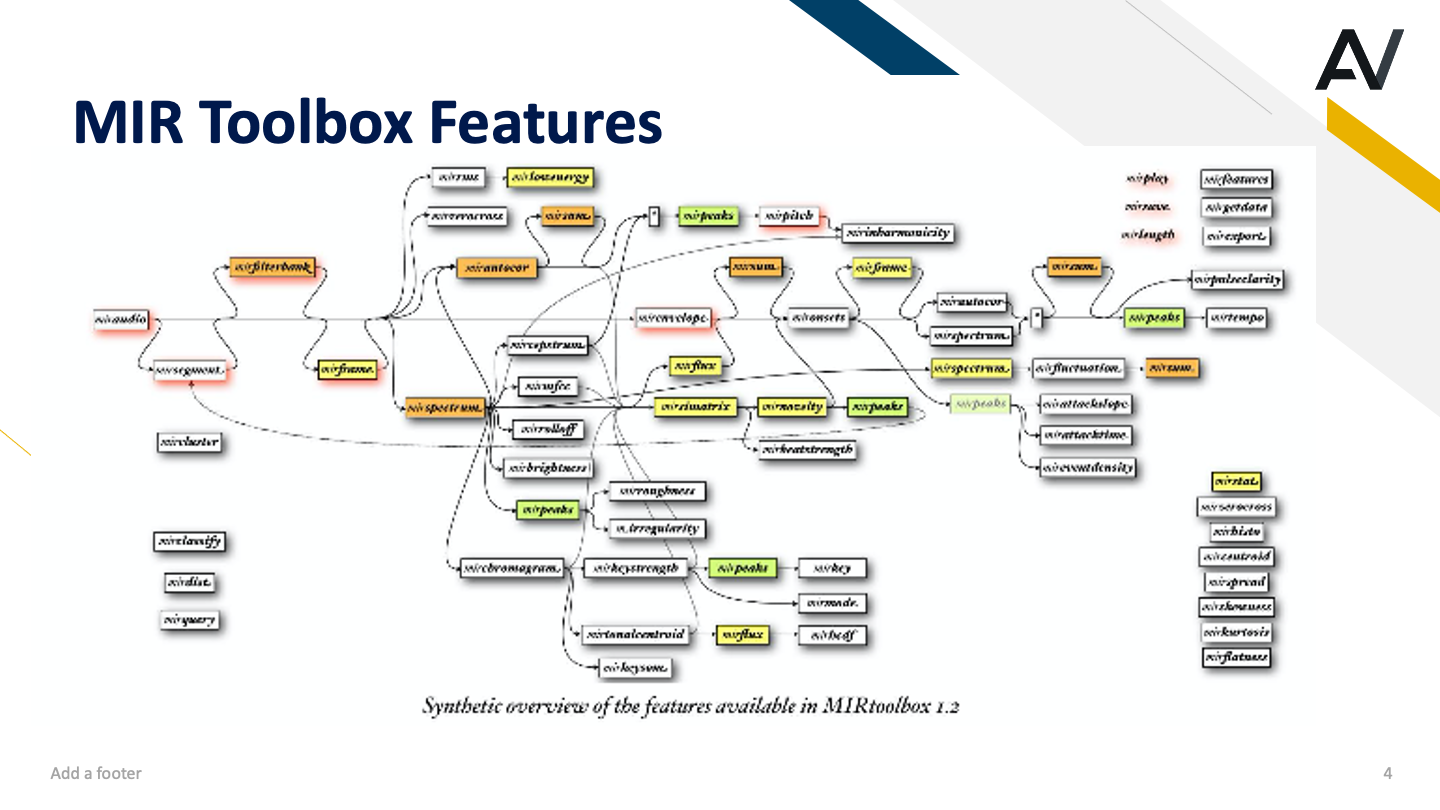 MIR Toolbox Features
mirrms
mirlowenergy
mirplay
mirfeatures
mirzerocross
mirsum
*
mirpeaks
mirpitch
mirsave
mirgetdata
mirinharmonicity
mirlength
mirexport
mirfilterbank
mirautocor
mirsum
mirframe
mirsum
mirpulseclarity
miraudio
mirenvelope
mironsets
mirautocor
mirspectrum
*
mirpeaks
mirtempo
mirsegment
mirframe
mircepstrum
mirflux
mirspectrum
mirfluctuation
mirsum
mirmfcc
mirspectrum
mirsimatrix
mirnovelty
mirpeaks
mirpeaks
mirattackslope
mircluster
mirrolloff
mirbeatstrength
mirattacktime
mirbrightness
mireventdensity
mirpeaks
mirroughness
mirregularity
mirstat
mirzerocross
mirhisto
mircentroid
mirspread
mirskewness
mirkurtosis
mirflatness
mirclassify
mirdist
mirquery
mirchromagram
mirkeystrength
mirpeaks
mirkey
mirmode
mirtonalcentroid
mirflux
mirhcdf
mirkeysom
Synthetic overview of the features available in MIRtoolbox 1.2
Add a footer
4
AV